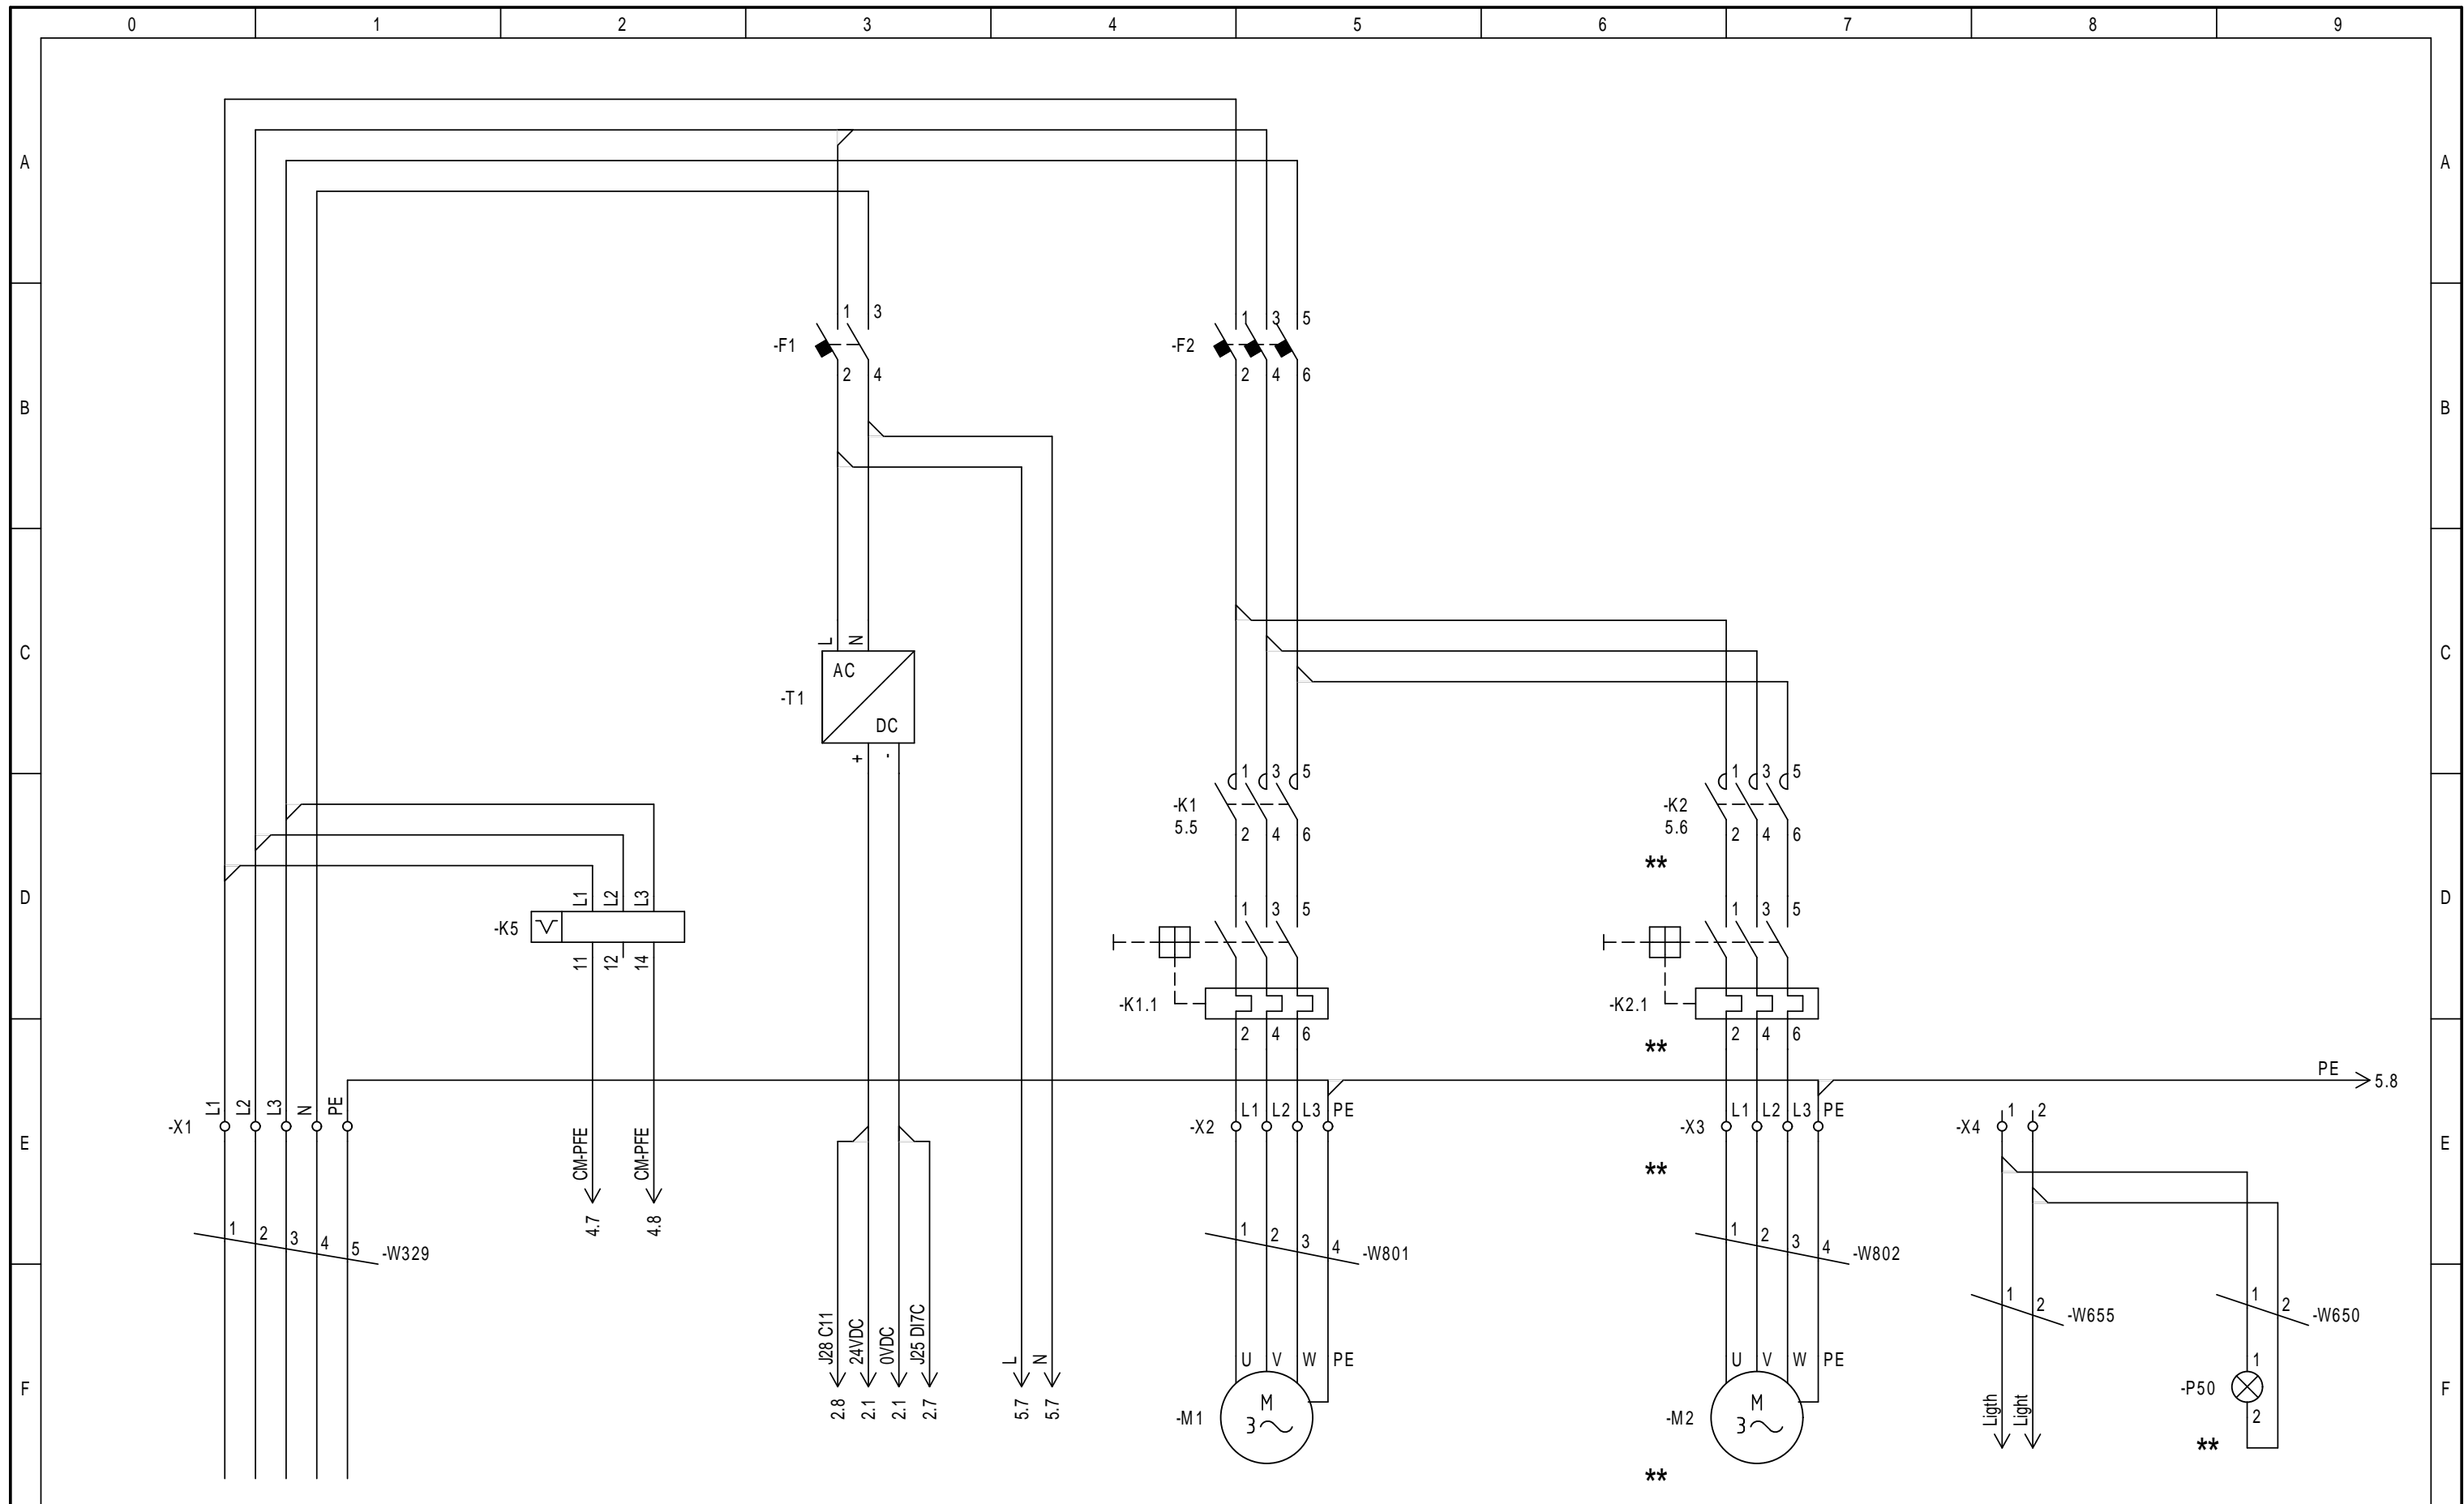 0 1 2 3 4 5 6 7 8 9
A A
1 3 1 3 5
-F1 -F2
2 4 2 4 6
B B
L N
C AC C
-T1
DC
+ -
1 3 5 1 3 5
-K1 -K2
5.5 5.6
2 4 6 2 4 6
**
L1 L2 L3
D D
1 3 5 1 3 5
-K5
11 12 14
-K1.1 -K2.1
2 4 6 2 4 6
**
PE 5.8
L1 L2 L3 N PE
L1 L2 L3 PE L1 L2 L3 PE 1 2
-X1 -X2 -X3 -X4
E E
CM-PFE CM-PFE
**
4.7 4.8
1 2 3 4 5 -W329
1 2 3 4 -W801
1 2 3 4 -W802
1 2 -W655
1 2 -W650
J28 C11 24VDC 0VDC J25 DI7C L N
U V W PE U V W PE 1
F F
-P50
M M
2.8 2.1 2.1 2.7 5.7 5.7
-M1 3 -M2 3
Ligth Light
2
**
**